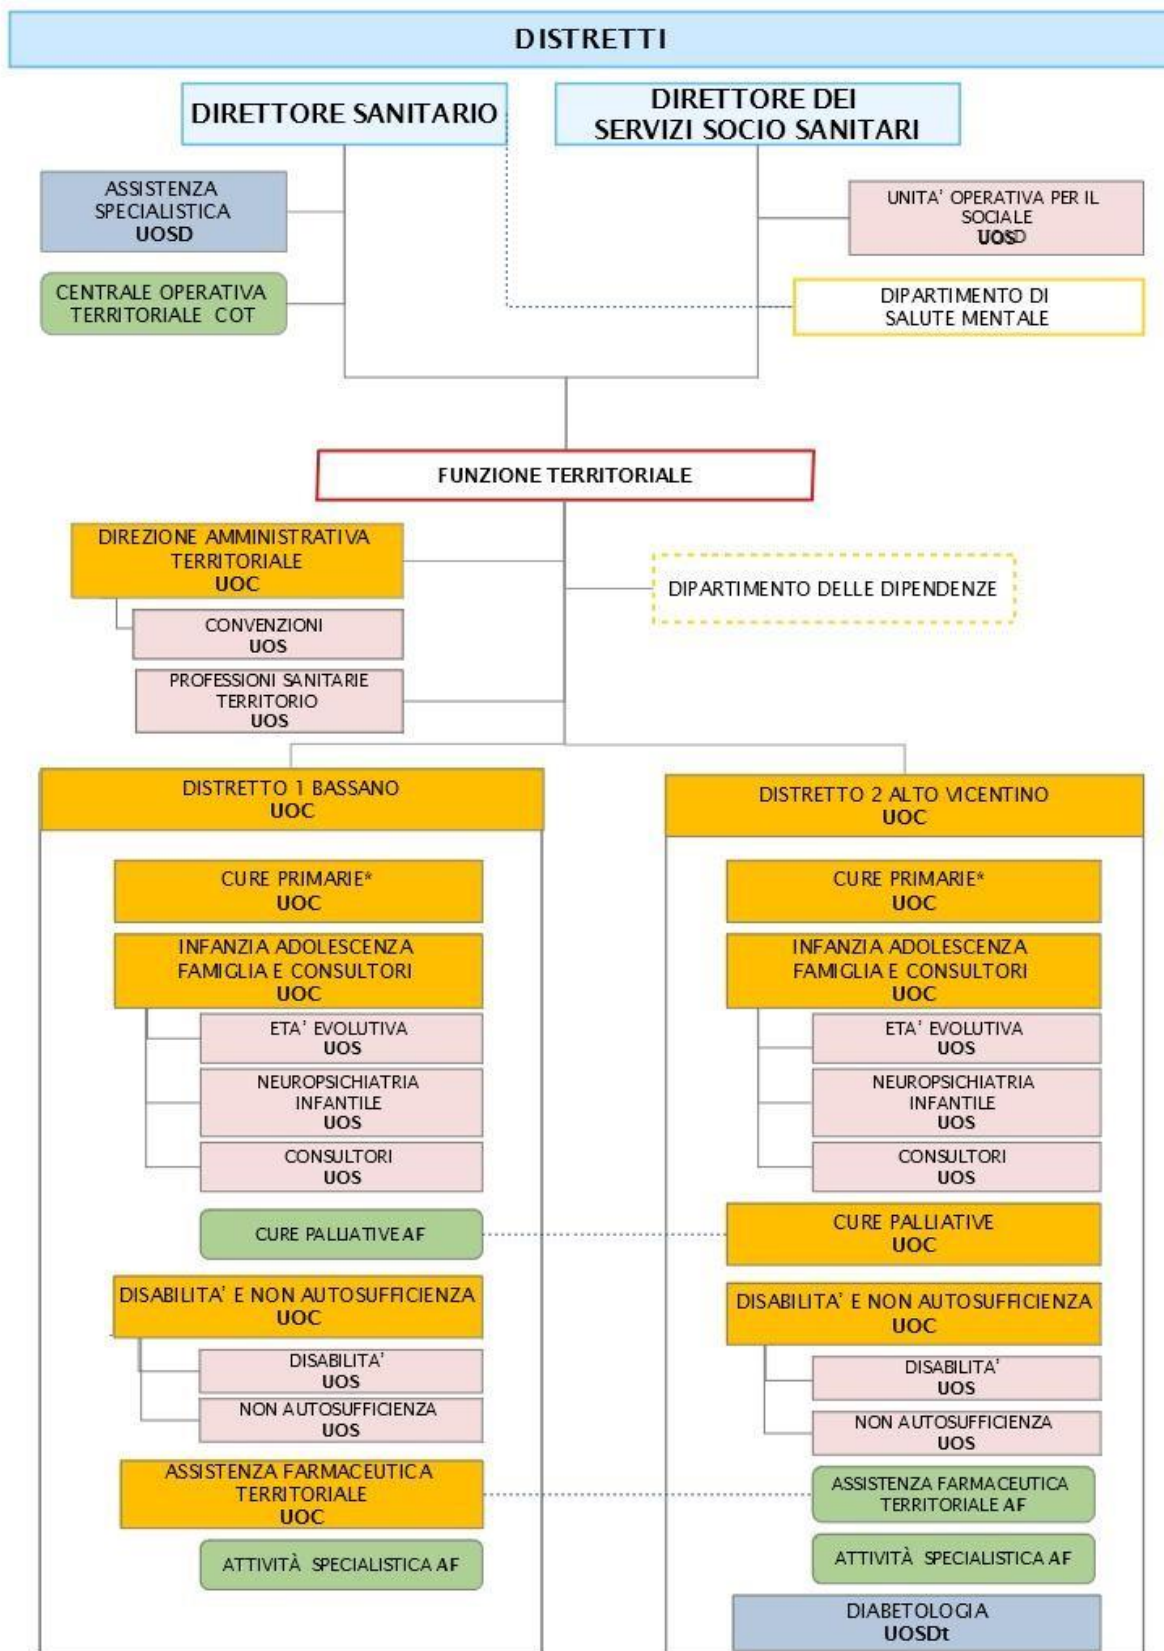 DISTRETTI
DIRETTORE SANITARIO
DIRETTORE DEI
SERVIZI SOCIO SANITARI
ASSISTENZA
SPECIALISTICA
UOSD
UNITA' OPERATIVA PER IL
SOCIALE
UOS
CENTRALE OPERATIVA
TERRITORIALE COT
DIPARTIMENTO DI
SALUTE MENTALE
FUNZIONE TERRITORIALE
DIREZIONE AMMINISTRATIVA
TERRITORIALE
UOC
DIPARTIMENTO DELLE DIPENDENZE
CONVENZIONI
UOS
PROFESSIONI SANITARIE
TERRITORIO
UOS
DISTRETTO 1 BASSANO
UOC
CURE PRIMARIE*
UOC
INFANZIA ADOLESCENZA
FAMIGLIA E CONSULTORI
UOC
ETA' EVOLUTIVA
UOS
NEUROPSICHIATRIA
INFANTILE
UOS
CONSULTORI
UOS
CURE PALLIATIVE AF
DISABILITA' E NON AUTOSUFFICIENZA
UOC
DISABILITA'
UOS
NON AUTOSUFFICIENZA
UOS
ASSISTENZA FARMACEUTICA
TERRITORIALE
UOC
ATTIVITÀ SPECIALISTICA AF
DISTRETTO 2 ALTO VICENTINO
UOC
CURE PRIMARIE*
UOC
INFANZIA ADOLESCENZA
FAMIGLIA E CONSULTORI
UOC
ETA' EVOLUTIVA
UOS
NEUROPSICHIATRIA
INFANTILE
UOS
CONSULTORI
UOS
CURE PALLIATIVE
UOC
DISABILITA' E NON AUTOSUFFICIENZA
UOC
DISABILITA'
UOS
NON AUTOSUFFICIENZA
UOS
ASSISTENZA FARMACEUTICA
TERRITORIALE AF
ATTIVITÀ SPECIALISTICA AF
DIABETOLOGIA
UOSDt